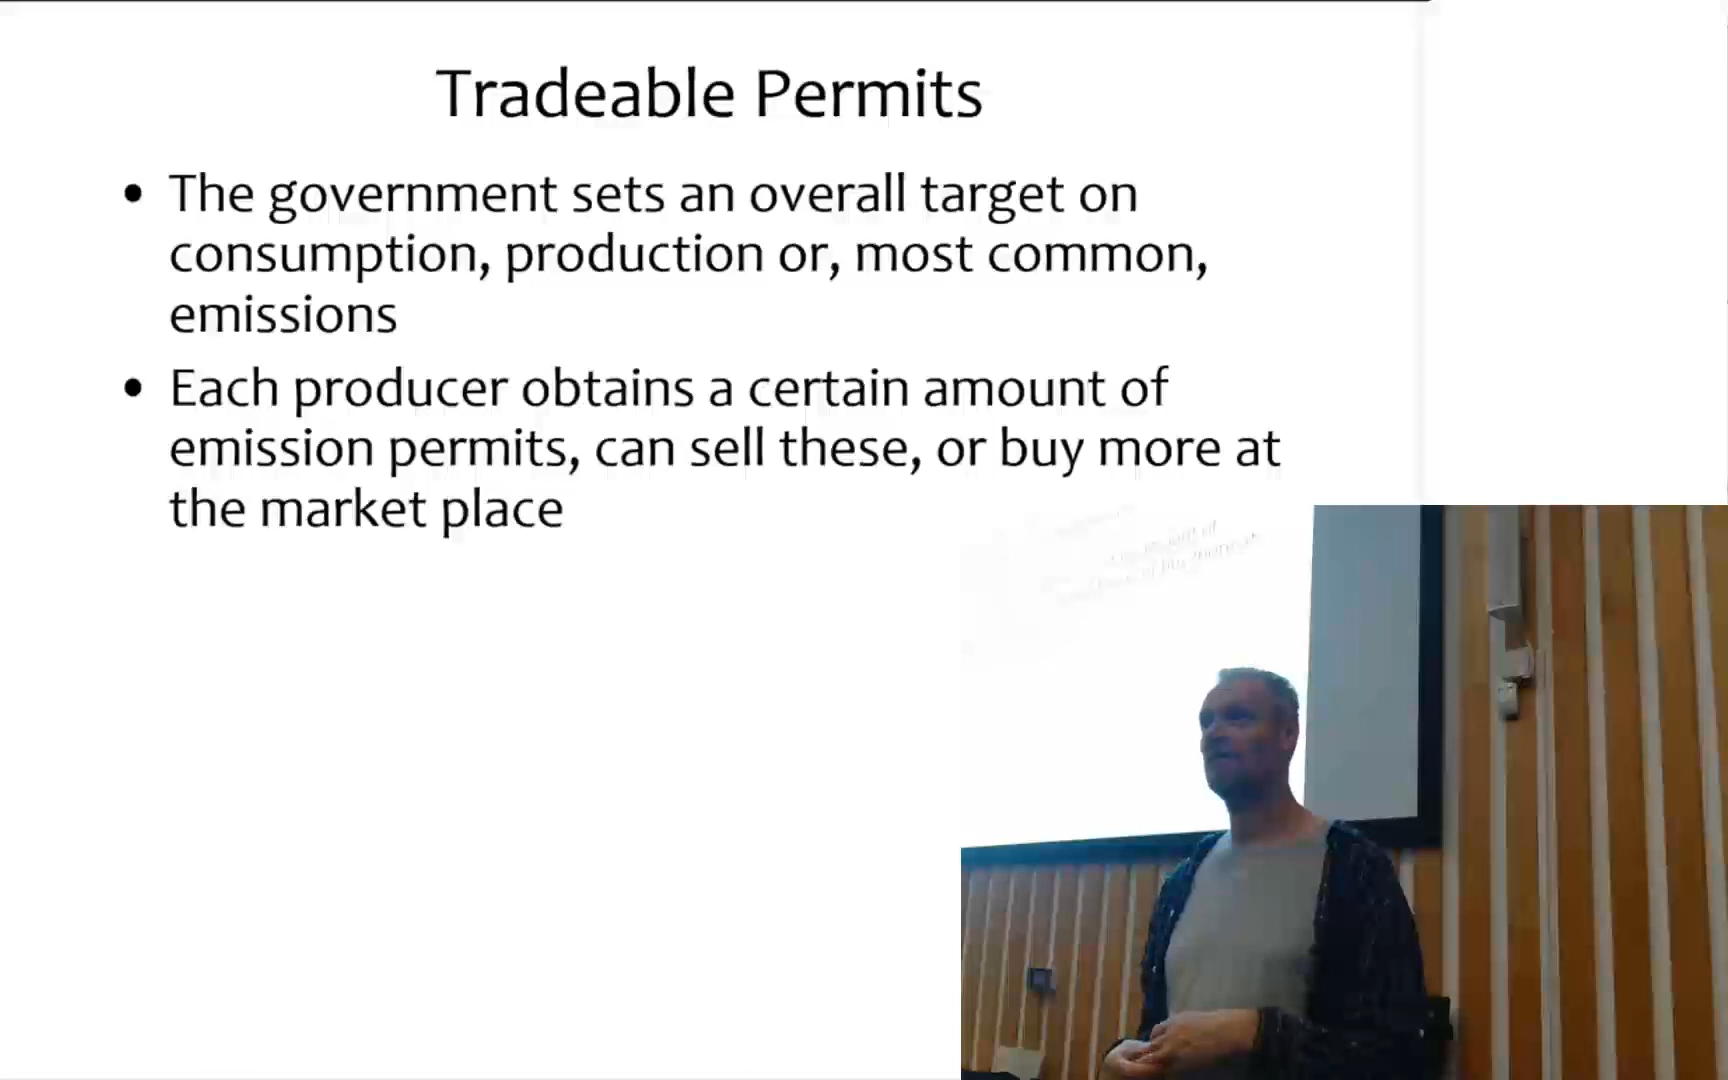 Tradeable Permits
• The government sets an overall target on
consumption, production or, most common,
emissions
• Each producer obtains a certain amount of
emission permits, can sell these, or buy more at
the market place